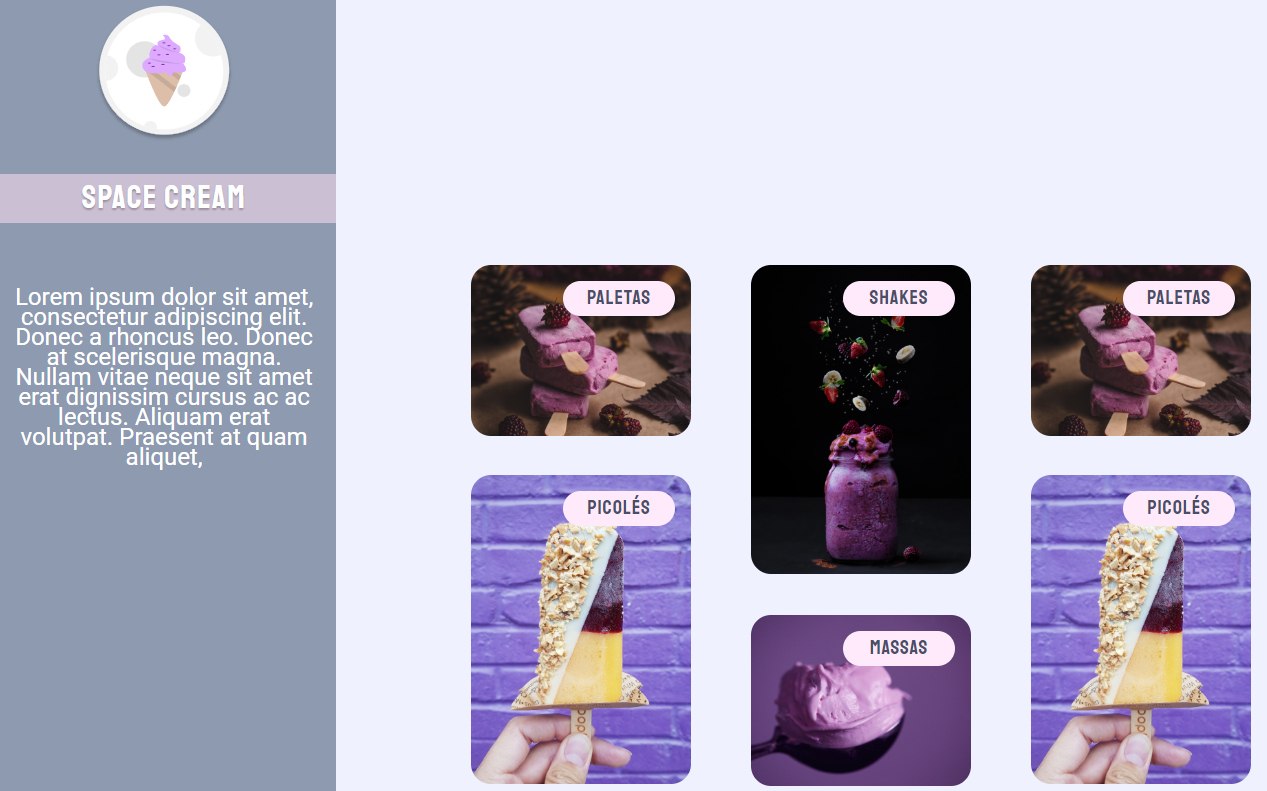 SPACE CREAM
Lorem ipsum dolor sit amet,
consectetur adipiscing elit.
Donec a rhoncus leo. Donec
at scelerisque magna.
Nullam vitae neque sit amet
erat dignissim cursus ac ac
lectus. Aliquam erat
volutpat. Praesent at quam
aliquet,
PALETAS
SHAKES
PALETAS
PICOLÉS
PICOLÉS
MASSAS